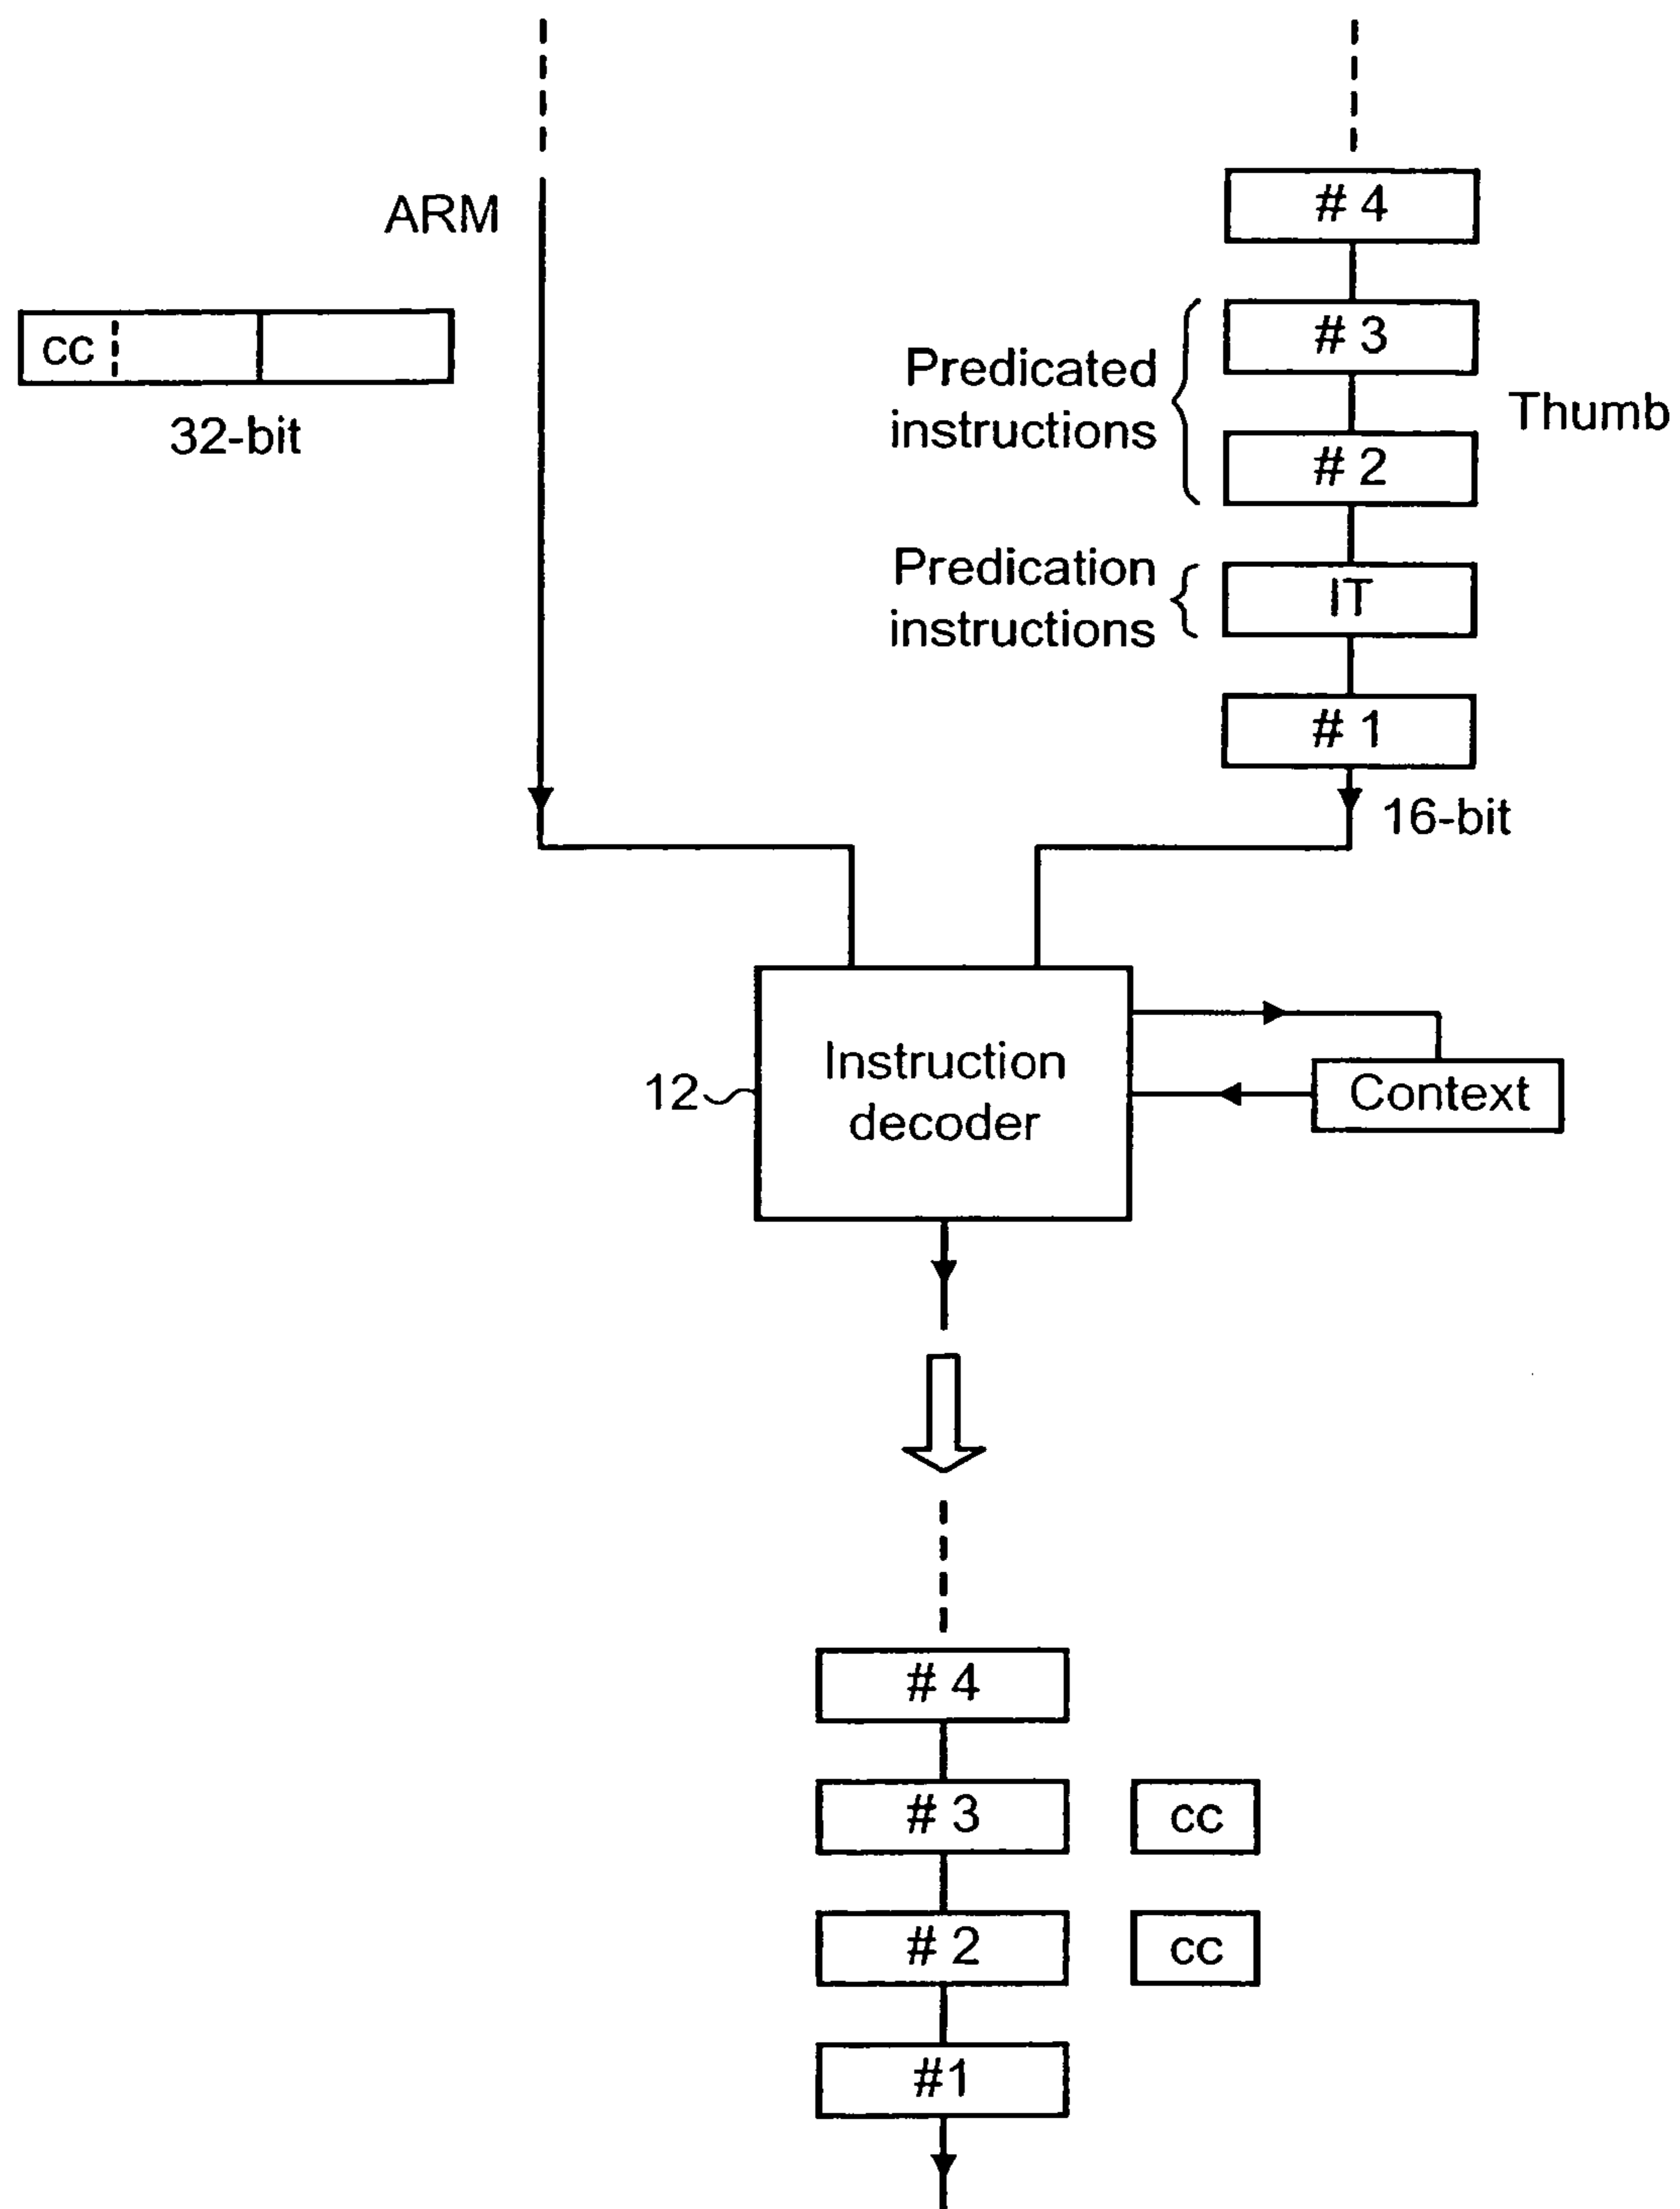 ARM
cc
32-bit
# 4
# 3
Predicated
instructions
Thumb
# 2
Predication
instructions
IT
# 1
16-bit
12
Instruction
decoder
Context
# 4
# 3
cc
# 2
cc
#1